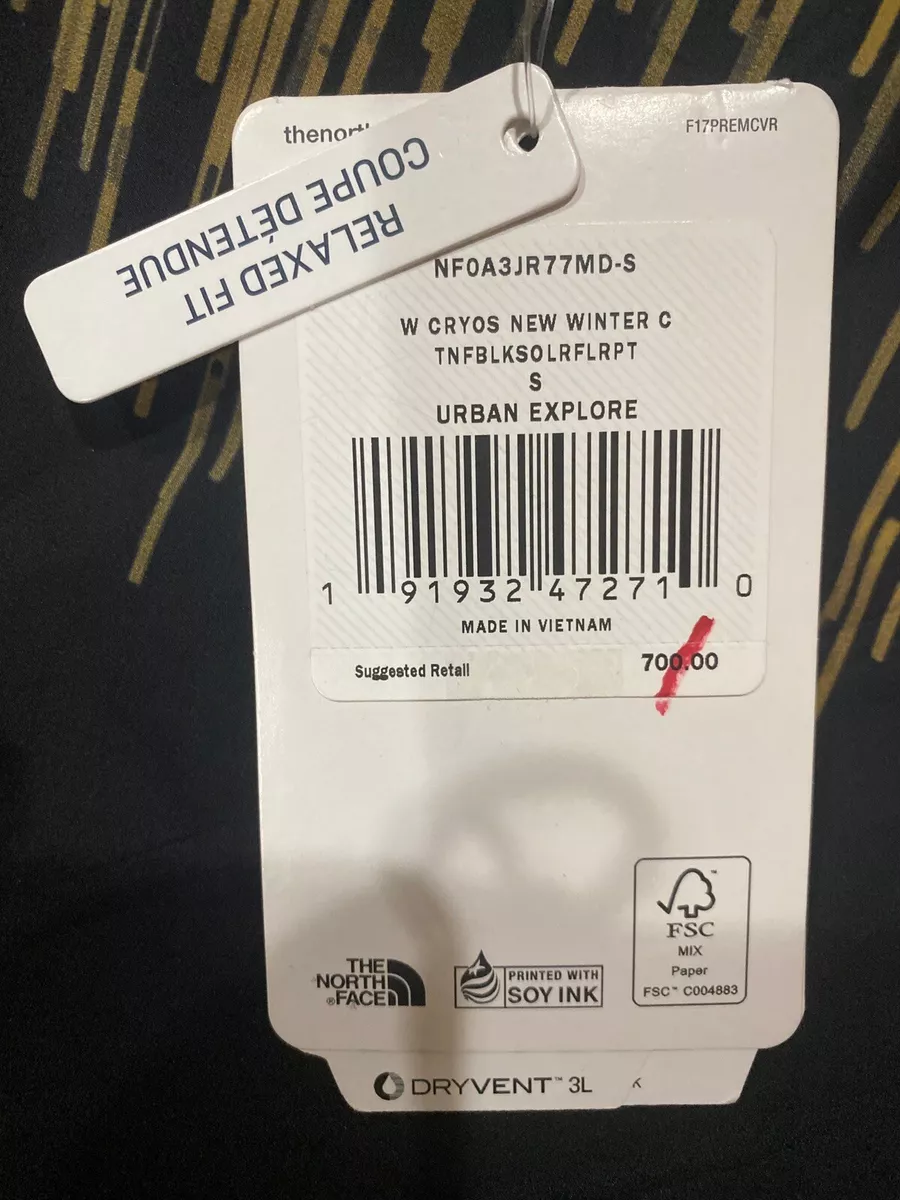 thenorth
F17PREMCVR
RELAXED FIT
COUPE DÉTENDUE
NF0A3JR77MD-S
W CRYOS NEW WINTER C
TNFBLKSOLRFLRPT
S
URBAN EXPLORE
1 91932 47271 0
MADE IN VIETNAM
Suggested Retail 700.00
THE
NORTH
®FACE
PRINTED WITH
SOY INK
FSC
™
MIX
Paper
FSC™ C004883
DRYVENT™ 3L